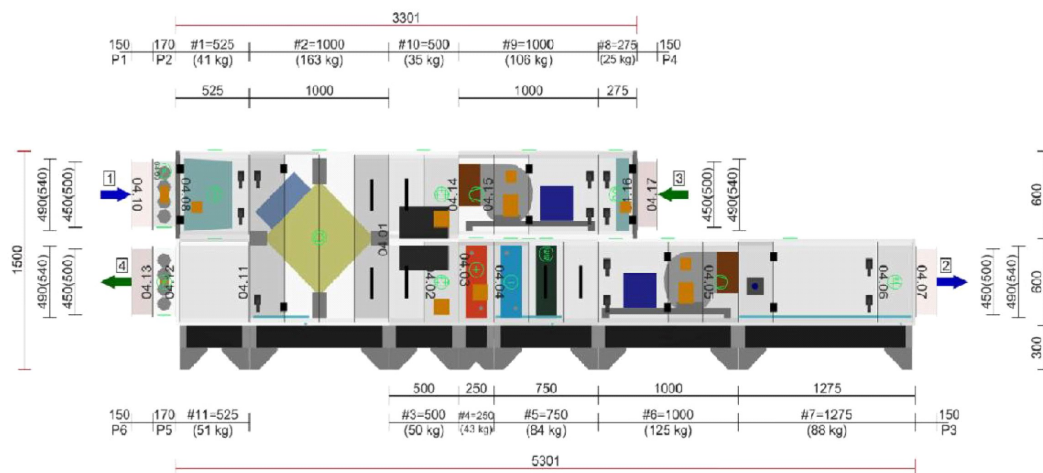 3301
150 170 #1=525 #2=1000 #10=500 #9=1000 #8=275 150
P1 P2 (41 kg) (163 kg) (35 kg) (106 kg) (25 kg) P4
525 1000 1000 275
1 3
490(540) 450(500) 04.10 04.08 04.01 04.14 04.15 04.16 04.17 450(500) 490(540) 600
1500
4 2
490(540) 450(500) 04.13 04.12 04.11 04.02 04.03 04.04 04.05 04.06 04.07 450(500) 490(540) 600
300
500 250 750 1000 1275
150 170 #11=525 #3=500 #4=250 #5=750 #6=1000 #7=1275 150
P6 P5 (51 kg) (50 kg) (43 kg) (84 kg) (125 kg) (88 kg) P3
5301